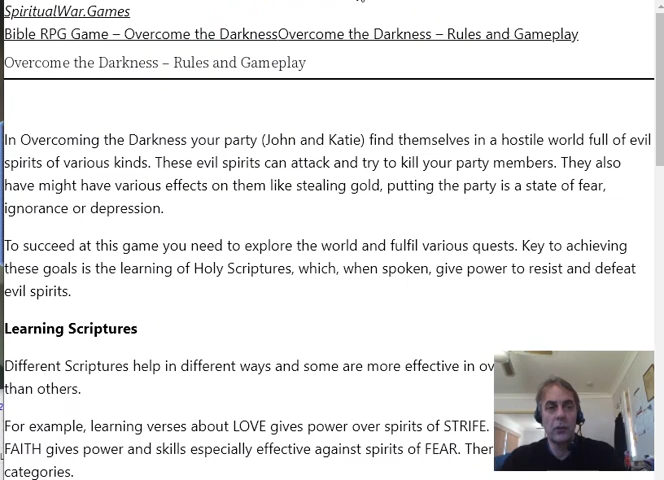 SpiritualWar.Games
Bible RPG Game – Overcome the DarknessOvercome the Darkness – Rules and Gameplay
Overcome the Darkness – Rules and Gameplay
In Overcoming the Darkness your party (John and Katie) find themselves in a hostile world full of evil
spirits of various kinds. These evil spirits can attack and try to kill your party members. They also
have might have various effects on them like stealing gold, putting the party is a state of fear,
ignorance or depression.
To succeed at this game you need to explore the world and fulfil various quests. Key to achieving
these goals is the learning of Holy Scriptures, which, when spoken, give power to resist and defeat
evil spirits.
Learning Scriptures
Different Scriptures help in different ways and some are more effective in ov
than others.
For example, learning verses about LOVE gives power over spirits of STRIFE.
FAITH gives power and skills especially effective against spirits of FEAR. Ther
categories.